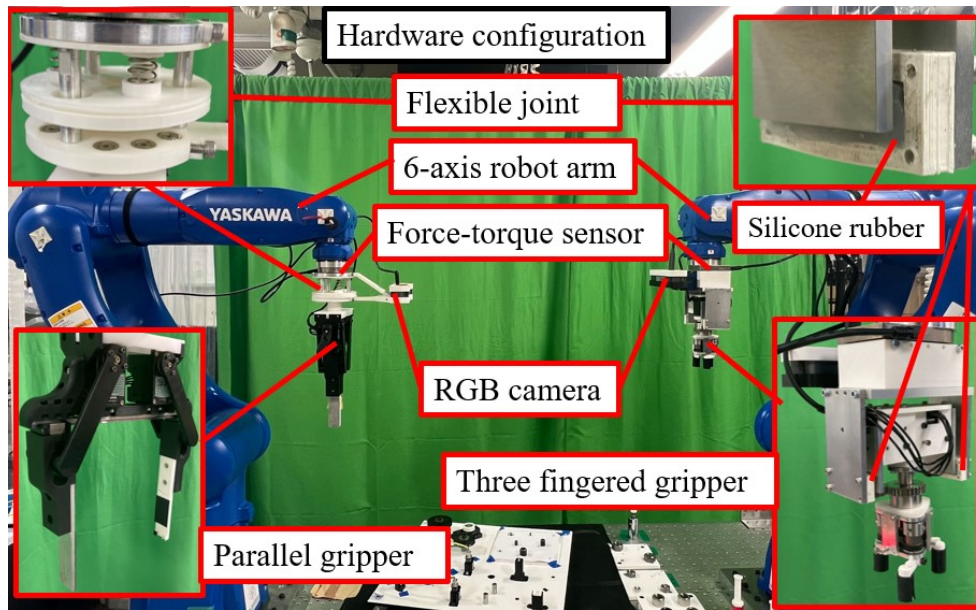 Hardware configuration
Flexible joint
6-axis robot arm
YASKAWA
Force-torque sensor
Silicone rubber
RGB camera
Three fingered gripper
Parallel gripper